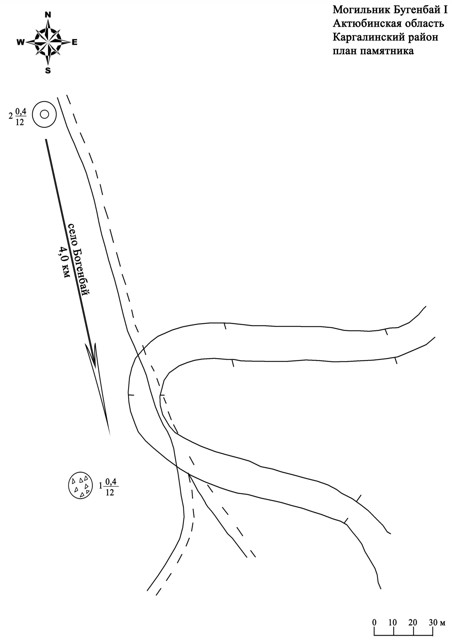 Могильник Бугенбай I
Актюбинская область
Каргалинский район
план памятника
N
W E
S
2 0,4/12
село Богенбай
4,0 км
1 0,4/12
0 10 20 30 м